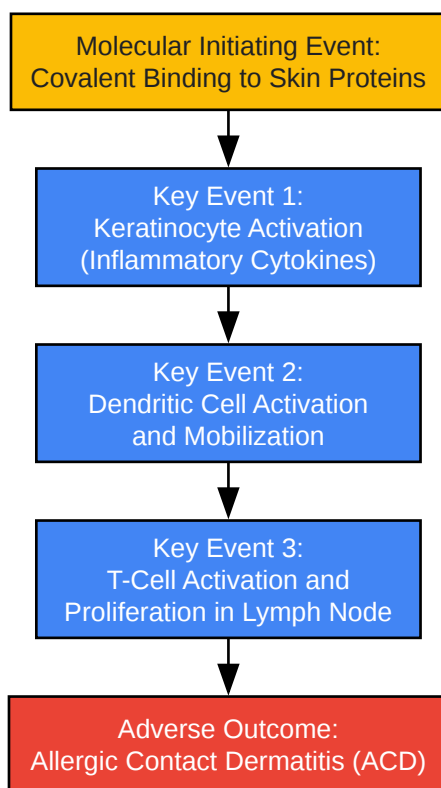 Molecular Initiating Event:
Covalent Binding to Skin Proteins
Key Event 1:
Keratinocyte Activation
(Inflammatory Cytokines)
Key Event 2:
Dendritic Cell Activation
and Mobilization
Key Event 3:
T-Cell Activation and
Proliferation in Lymph Node
Adverse Outcome:
Allergic Contact Dermatitis (ACD)